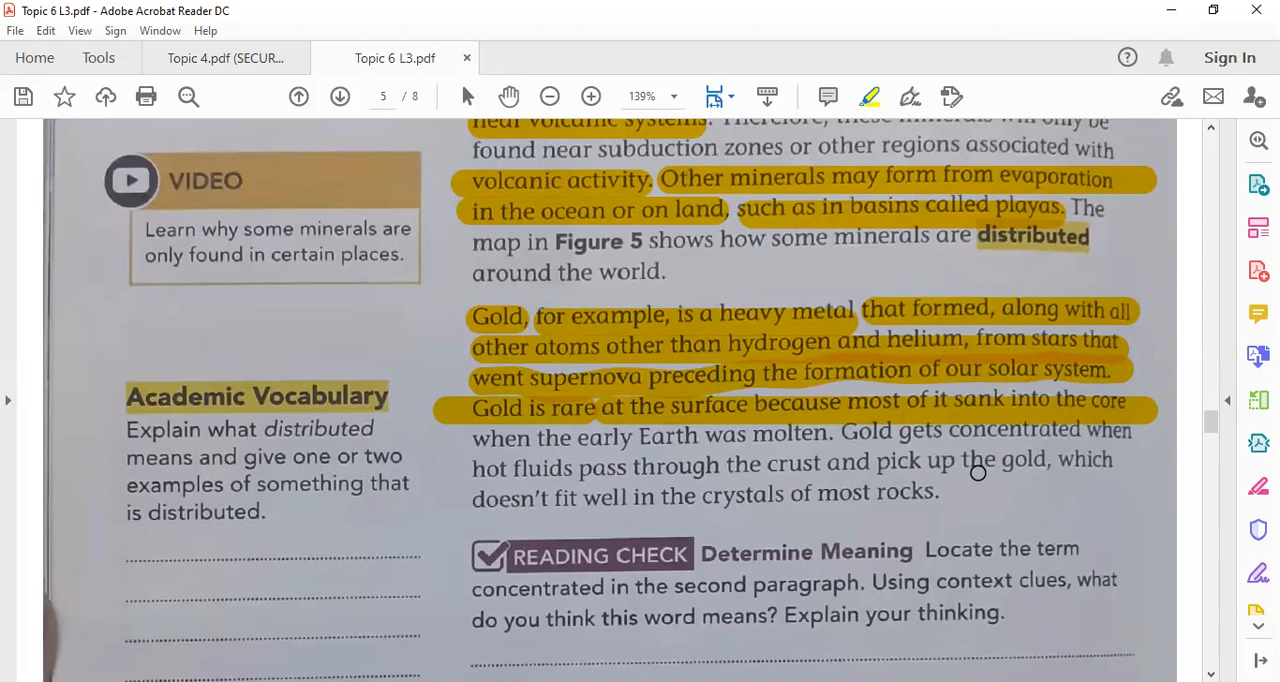 Topic 6 L3.pdf - Adobe Acrobat Reader DC
File Edit View Sign Window Help
Home Tools Topic 4.pdf (SECUR... Topic 6 L3.pdf × Sign In
5 / 8 139%
near volcanic systems. Therefore, these minerals will only be
found near subduction zones or other regions associated with
volcanic activity. Other minerals may form from evaporation
in the ocean or on land, such as in basins called playas. The
map in Figure 5 shows how some minerals are distributed
around the world.
VIDEO
Learn why some minerals are
only found in certain places.
Gold, for example, is a heavy metal that formed, along with all
other atoms other than hydrogen and helium, from stars that
went supernova preceding the formation of our solar system.
Gold is rare at the surface because most of it sank into the core
when the early Earth was molten. Gold gets concentrated when
hot fluids pass through the crust and pick up the gold, which
doesn't fit well in the crystals of most rocks.
Academic Vocabulary
Explain what distributed
means and give one or two
examples of something that
is distributed.
READING CHECK Determine Meaning Locate the term
concentrated in the second paragraph. Using context clues, what
do you think this word means? Explain your thinking.